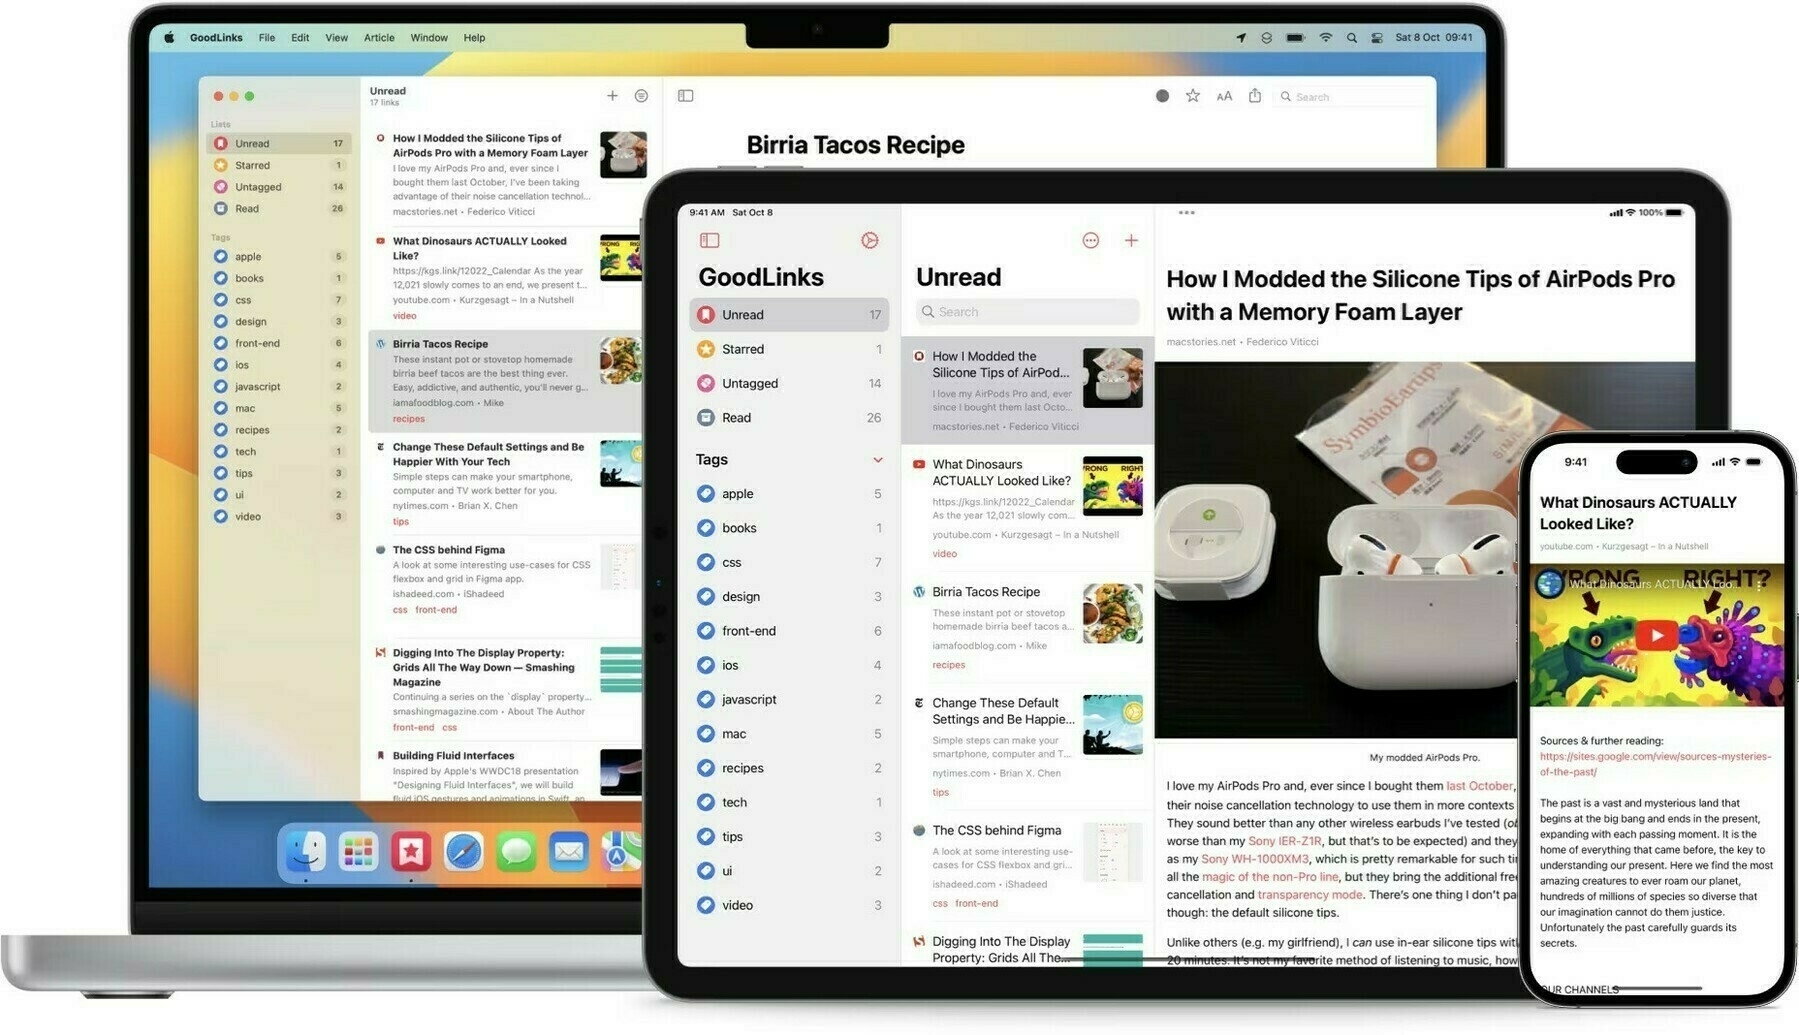 GoodLinks File Edit View Article Window Help
Sat 8 Oct 09:41
Lists
Unread 17
Starred 1
Untagged 14
Read 26
Tags
apple 5
books 1
css 7
design 3
front-end 6
ios 4
javascript 2
mac 5
recipes 2
tech 1
tips 3
ui 2
video 3
Unread
17 links
How I Modded the Silicone Tips of
AirPods Pro with a Memory Foam Layer
I love my AirPods Pro and, ever since I
bought them last October, I've been taking
advantage of their noise cancellation technol...
macstories.net • Federico Viticci
What Dinosaurs ACTUALLY Looked
Like?
https://kgs.link/12022_Calendar As the year
12,021 slowly comes to an end, we present t...
youtube.com • Kurzgesagt – In a Nutshell
video
Birria Tacos Recipe
These instant pot or stovetop homemade
birria beef tacos are the best thing ever.
Easy, addictive, and authentic, you'll never g...
iamafoodblog.com • Mike
recipes
Change These Default Settings and Be
Happier With Your Tech
Simple steps can make your smartphone,
computer and TV work better for you.
nytimes.com • Brian X. Chen
tips
The CSS behind Figma
A look at some interesting use-cases for CSS
flexbox and grid in Figma app.
ishadeed.com • iShadeed
css front-end
Digging Into The Display Property:
Grids All The Way Down — Smashing
Magazine
Continuing a series on the `display` property...
smashingmagazine.com • About The Author
front-end css
Building Fluid Interfaces
Inspired by Apple's WWDC18 presentation
"Designing Fluid Interfaces", we will build
fluid iOS gestures and animations in Swift, an
AA Search
Birria Tacos Recipe
9:41 AM Sat Oct 8
100%
GoodLinks
Unread 17
Starred 1
Untagged 14
Read 26
Tags
apple 5
books 1
css 7
design 3
front-end 6
ios 4
javascript 2
mac 5
recipes 2
tech 1
tips 3
ui 2
video 3
Unread
Search
How I Modded the
Silicone Tips of AirPod...
I love my AirPods Pro and, ever
since I bought them last Octo...
macstories.net • Federico Viticci
What Dinosaurs
ACTUALLY Looked Like?
https://kgs.link/12022_Calendar
As the year 12,021 slowly com...
youtube.com • Kurzgesagt – In a Nutshell
video
WRONG RIGHT
Birria Tacos Recipe
These instant pot or stovetop
homemade birria beef tacos a...
iamafoodblog.com • Mike
recipes
Change These Default
Settings and Be Happie...
Simple steps can make your
smartphone, computer and T...
nytimes.com • Brian X. Chen
tips
The CSS behind Figma
A look at some interesting use-
cases for CSS flexbox and gri...
ishadeed.com • iShadeed
css front-end
Digging Into The Display
Property: Grids All The...
How I Modded the Silicone Tips of AirPods Pro
with a Memory Foam Layer
macstories.net • Federico Viticci
SymbioEarups
My modded AirPods Pro.
I love my AirPods Pro and, ever since I bought them last October,
their noise cancellation technology to use them in more contexts
They sound better than any other wireless earbuds I've tested (
worse than my Sony IER-Z1R, but that's to be expected) and they
as my Sony WH-1000XM3, which is pretty remarkable for such
all the magic of the non-Pro line, but they bring the additional
cancellation and transparency mode. There's one thing I don't
though: the default silicone tips.
Unlike others (e.g. my girlfriend), I can use in-ear silicone tips
20 minutes. It's not my favorite method of listening to music,
9:41
What Dinosaurs ACTUALLY
Looked Like?
youtube.com • Kurzgesagt – In a Nutshell
WRONG RIGHT?
What Dinosaurs ACTUALLY Loo
Sources & further reading:
https://sites.google.com/view/sources-mysteries-
of-the-past/
The past is a vast and mysterious land that
begins at the big bang and ends in the present,
expanding with each passing moment. It is the
home of everything that came before, the key to
understanding our present. Here we find the most
amazing creatures to ever roam our planet,
hundreds of millions of species so diverse that
our imagination cannot do them justice.
Unfortunately the past carefully guards its
secrets.
OUR CHANNELS